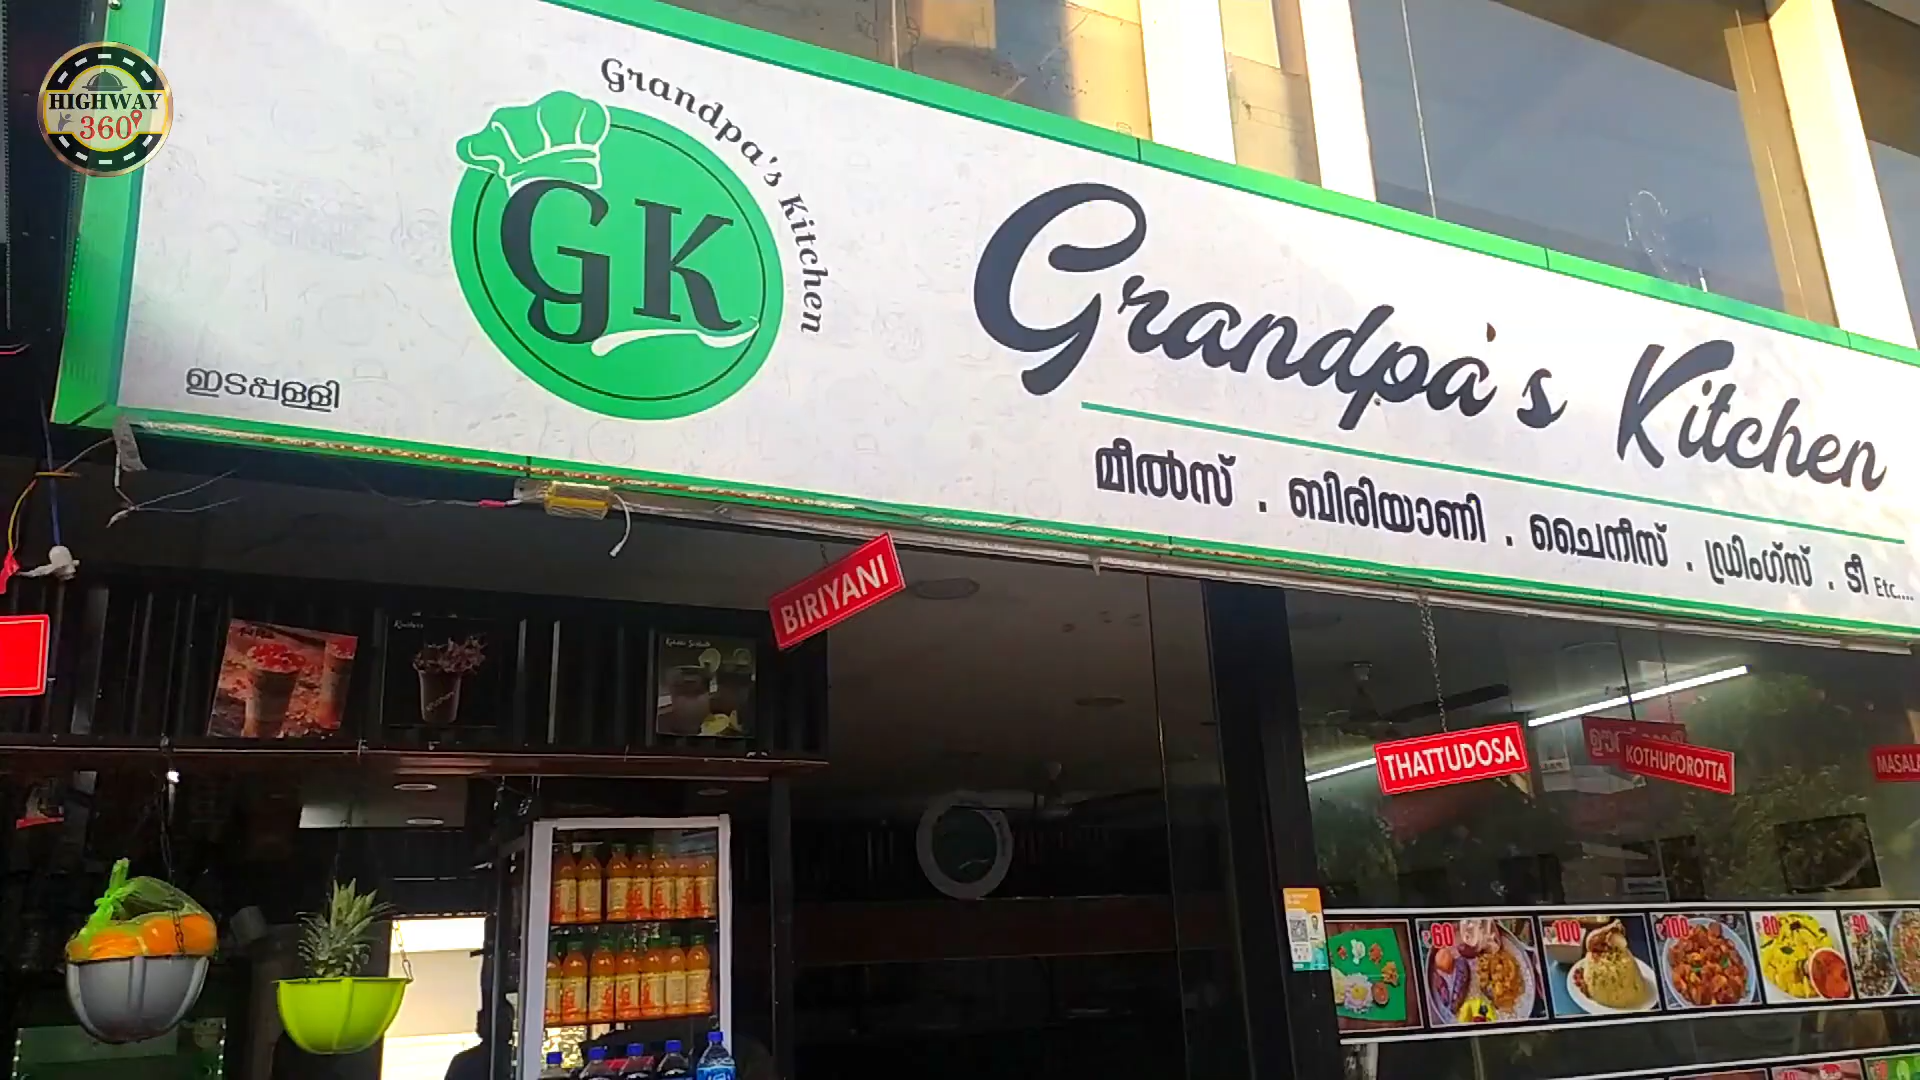 HIGHWAY
360
Grandpa's Kitchen
GK
Grandpa's Kitchen
ഇടപ്പള്ളി
മീൽസ് . ബിരിയാണി . ചൈനീസ് . ഡ്രിംഗ്സ് . ടീ Etc....
BIRIYANI
THATTUDOSA
KOTHUPOROTTA
MASALA
60
100
100
80
90